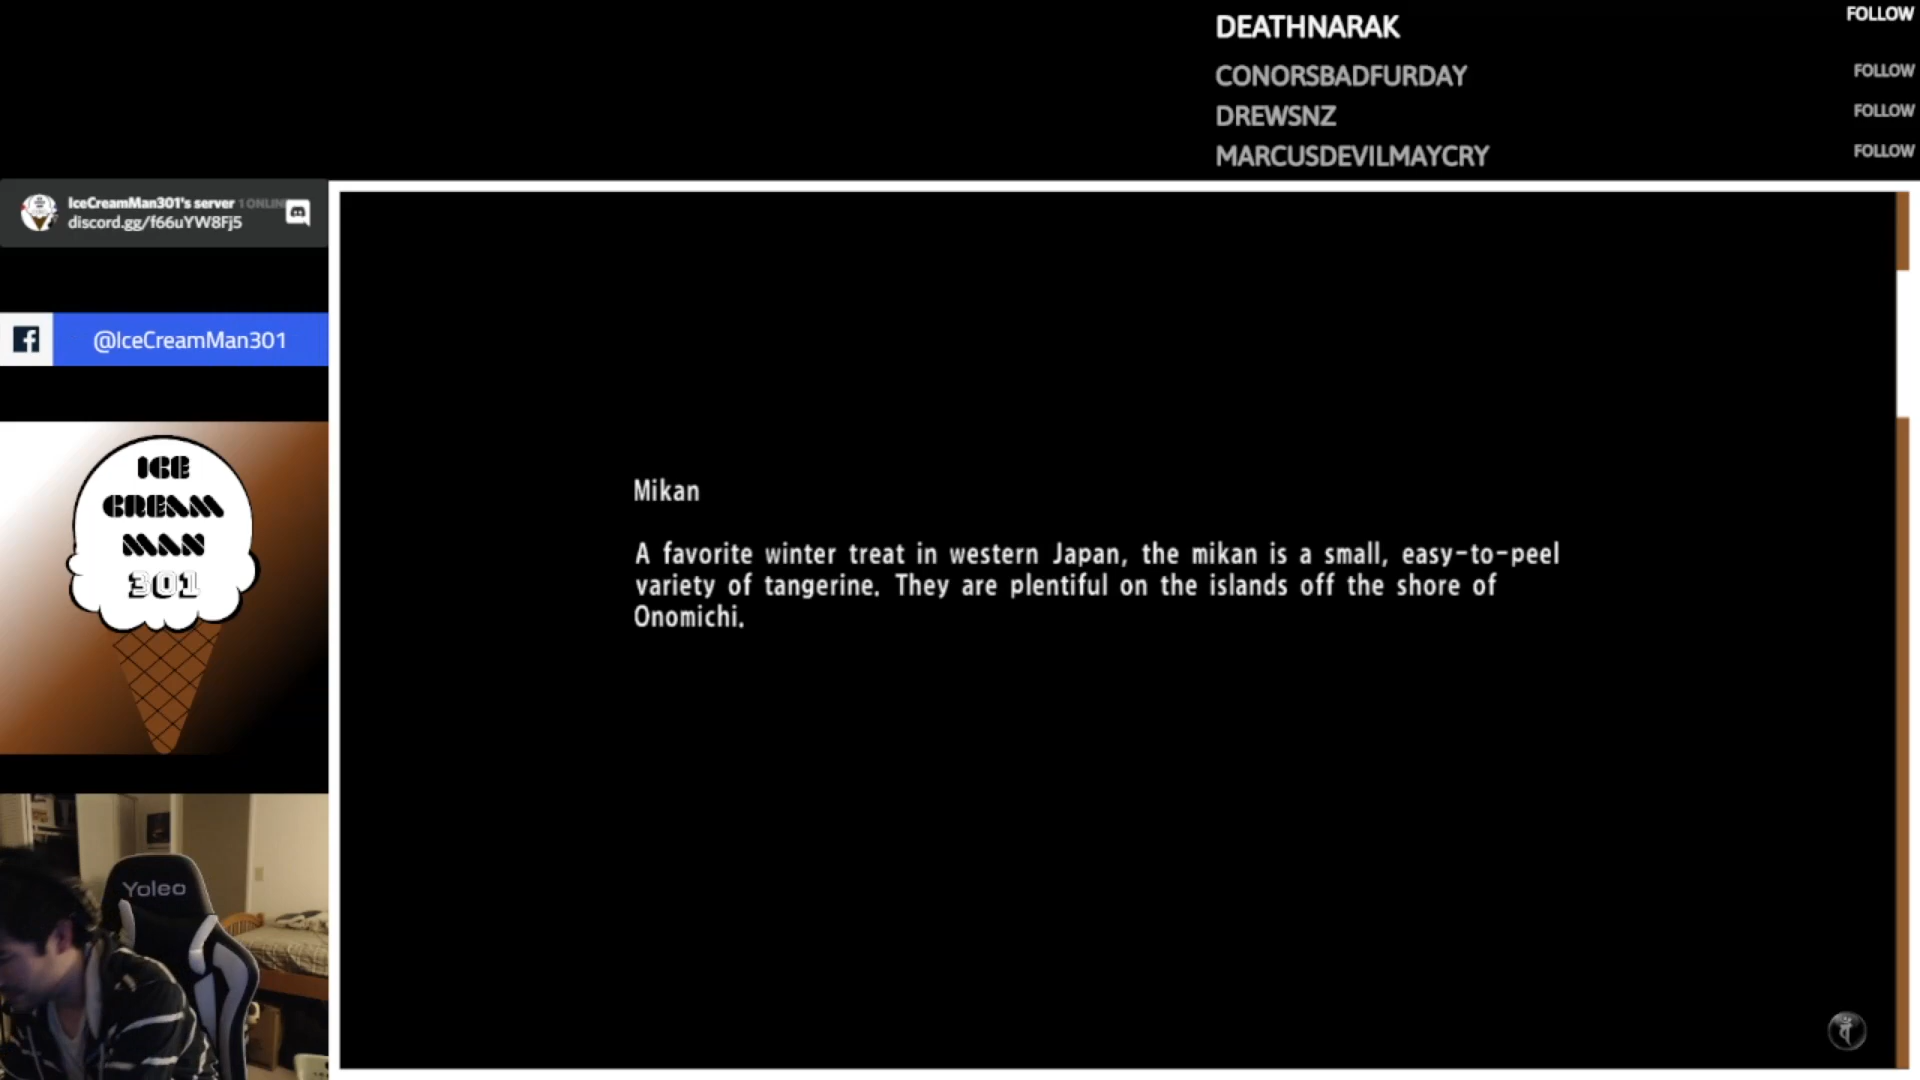 DEATHNARAK FOLLOW
CONORSBADFURDAY FOLLOW
DREWSNZ FOLLOW
MARCUSDEVILMAYCRY FOLLOW
IceCreamMan301's server 1 ONLIN
discord.gg/f66uYW8Fj5
@IceCreamMan301
ICE
CREAM
MAN
301
Yoleo
Mikan
A favorite winter treat in western Japan, the mikan is a small, easy-to-peel
variety of tangerine. They are plentiful on the islands off the shore of
Onomichi.